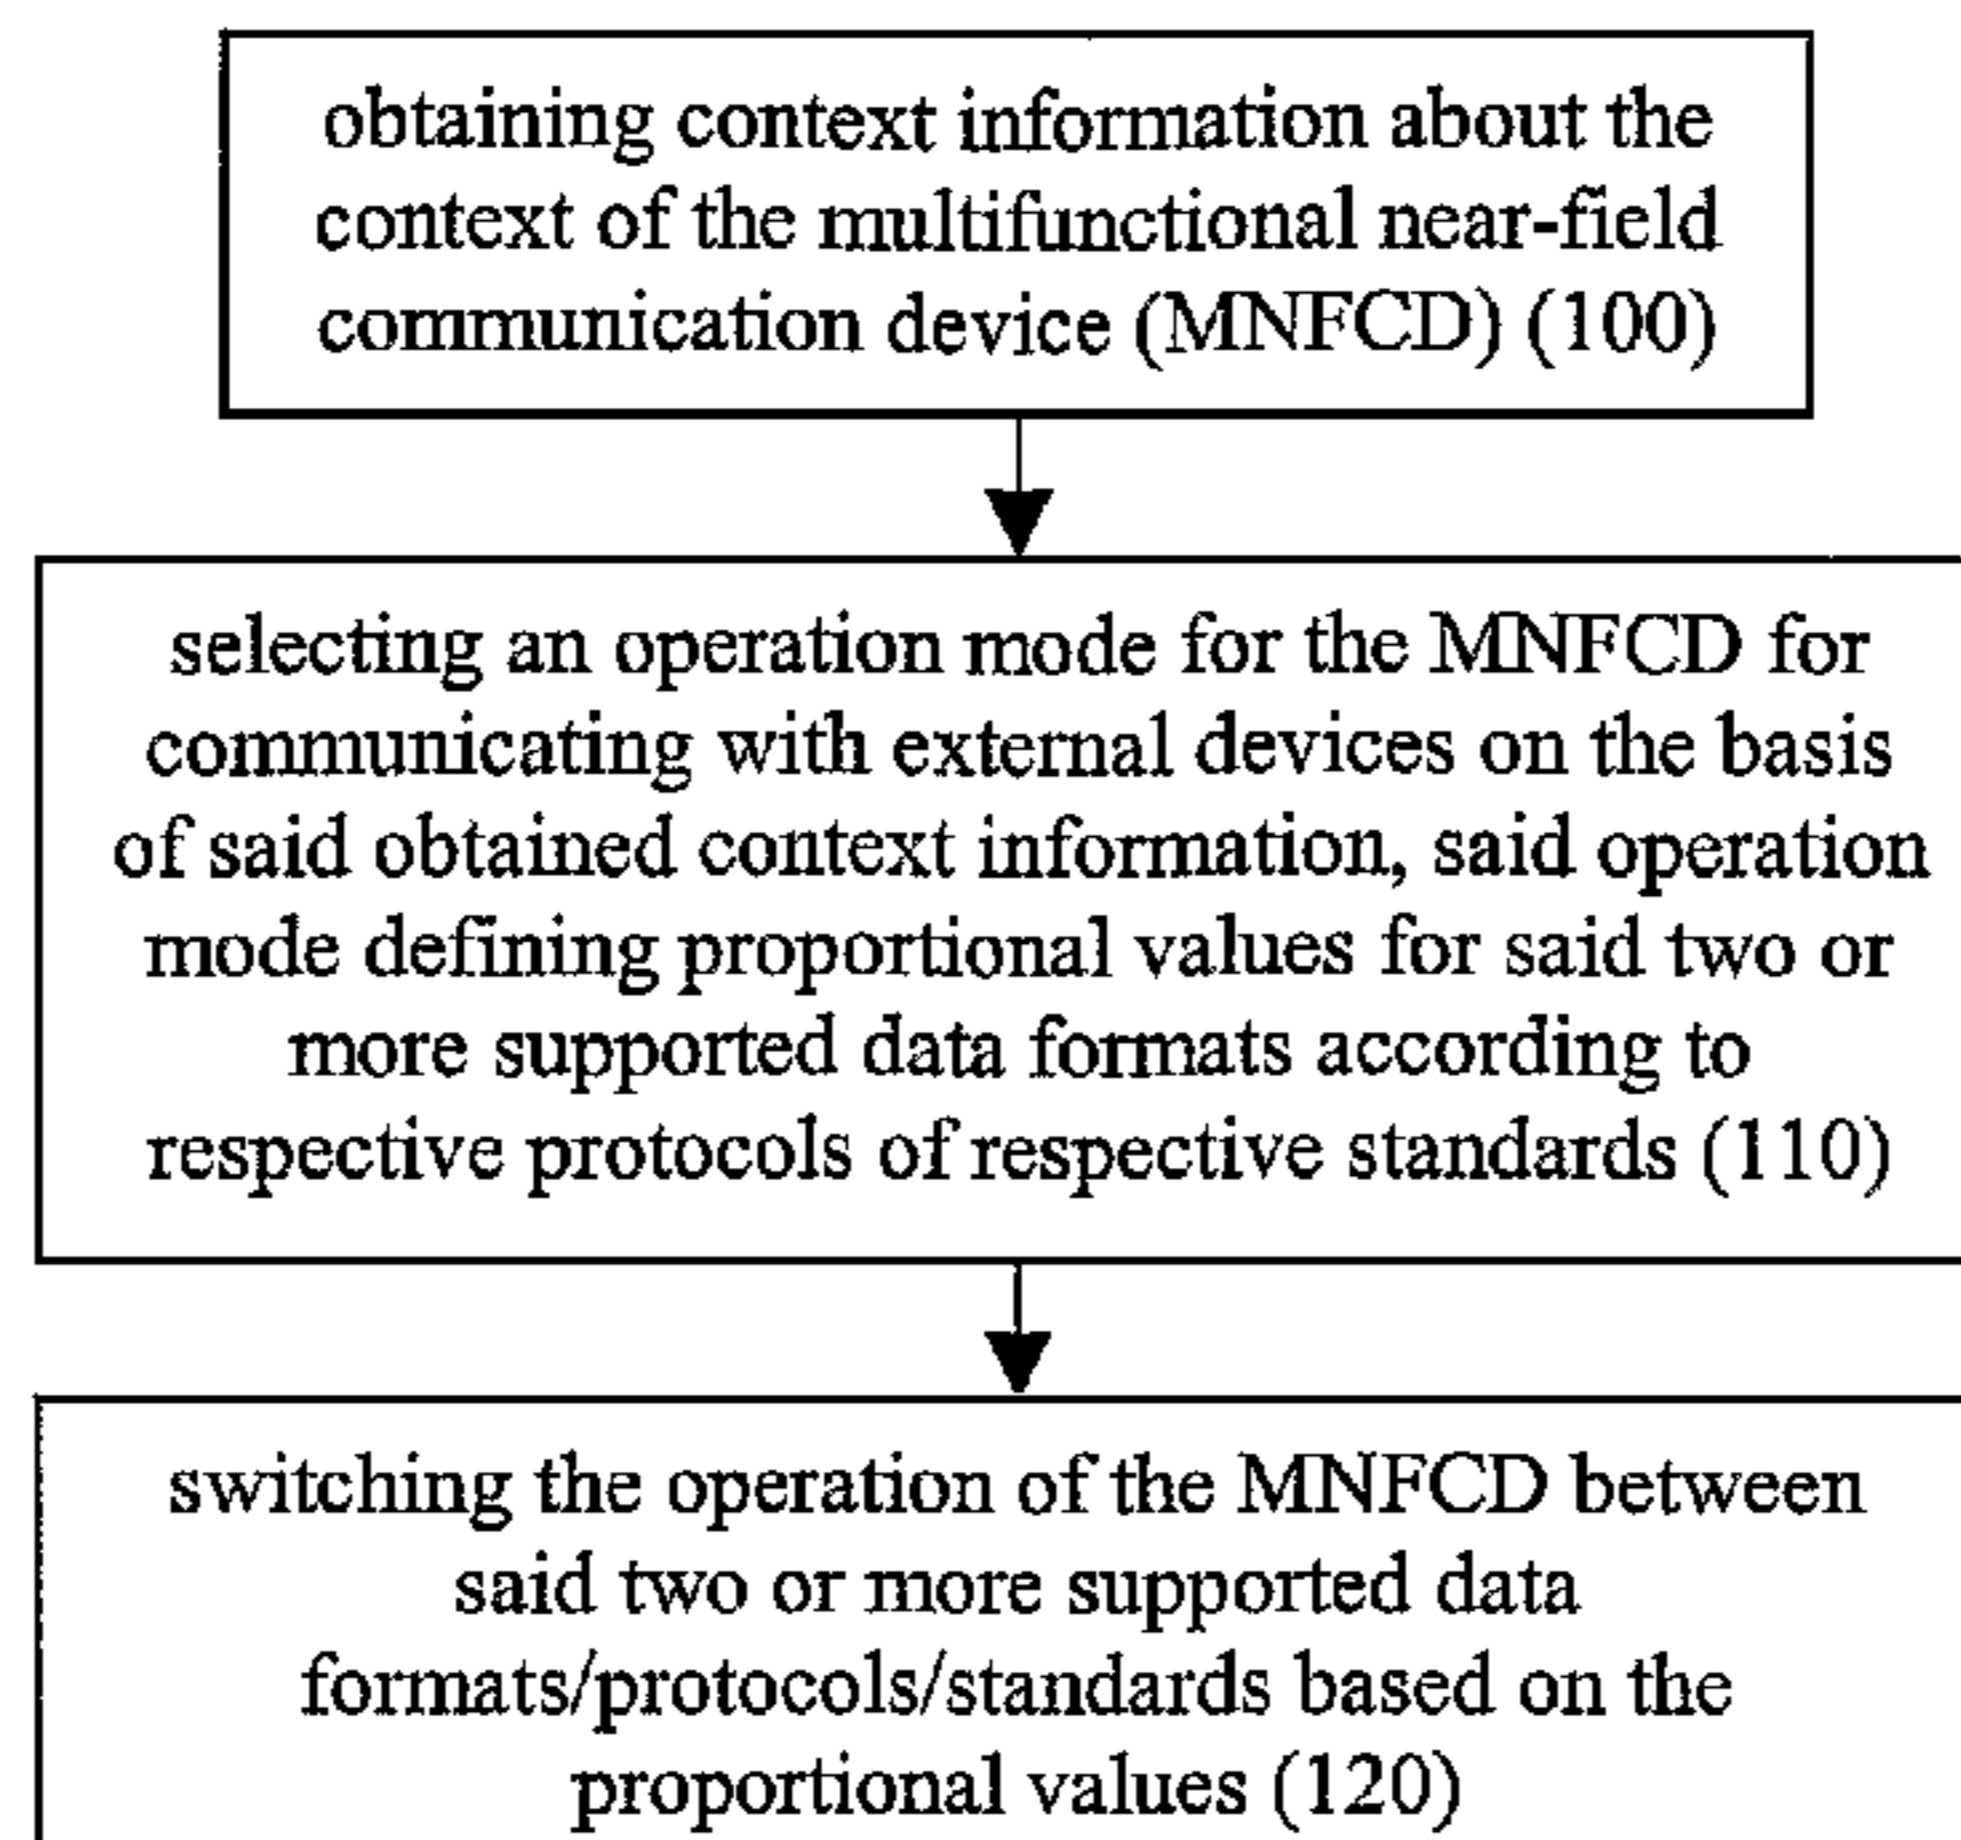 obtaining context information about the
context of the multifunctional near-field
communication device (MNFCD) (100)
selecting an operation mode for the MNFCD for
communicating with external devices on the basis
of said obtained context information, said operation
mode defining proportional values for said two or
more supported data formats according to
respective protocols of respective standards (110)
switching the operation of the MNFCD between
said two or more supported data
formats/protocols/standards based on the
proportional values (120)